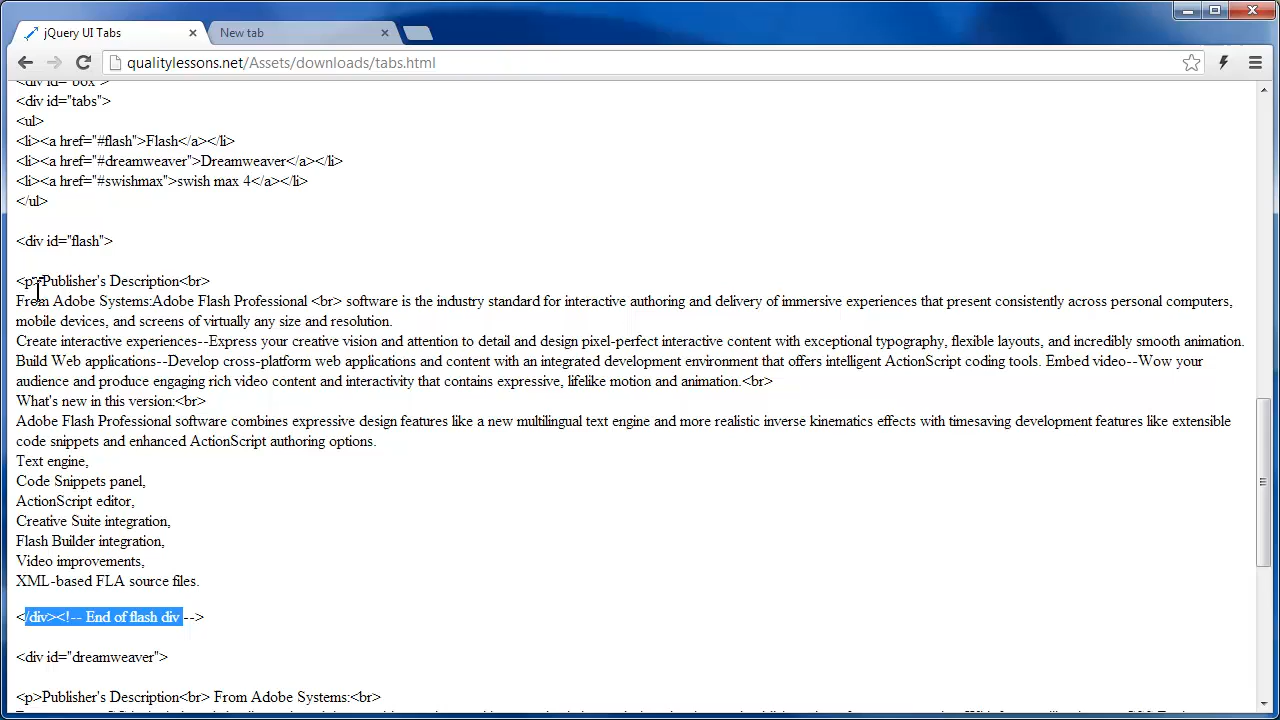 jQuery UI Tabs
New tab
qualitylessons.net/Assets/downloads/tabs.html
<div id="box">
<div id="tabs">
<ul>
<li><a href="#flash">Flash</a></li>
<li><a href="#dreamweaver">Dreamweaver</a></li>
<li><a href="#swishmax">swish max 4</a></li>
</ul>
<div id="flash">
<p>Publisher's Description<br>
From Adobe Systems:Adobe Flash Professional <br> software is the industry standard for interactive authoring and delivery of immersive experiences that present consistently across personal computers,
mobile devices, and screens of virtually any size and resolution.
Create interactive experiences--Express your creative vision and attention to detail and design pixel-perfect interactive content with exceptional typography, flexible layouts, and incredibly smooth animation.
Build Web applications--Develop cross-platform web applications and content with an integrated development environment that offers intelligent ActionScript coding tools. Embed video--Wow your
audience and produce engaging rich video content and interactivity that contains expressive, lifelike motion and animation.<br>
What's new in this version:<br>
Adobe Flash Professional software combines expressive design features like a new multilingual text engine and more realistic inverse kinematics effects with timesaving development features like extensible
code snippets and enhanced ActionScript authoring options.
Text engine,
Code Snippets panel,
ActionScript editor,
Creative Suite integration,
Flash Builder integration,
Video improvements,
XML-based FLA source files.
</div><!-- End of flash div -->
<div id="dreamweaver">
<p>Publisher's Description<br> From Adobe Systems:<br>